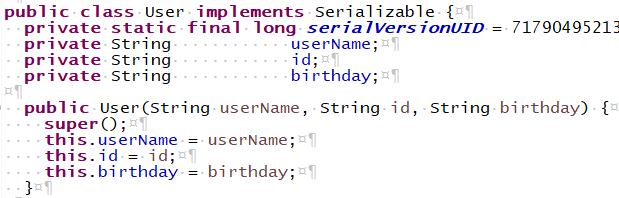 public class User implements Serializable {
private static final long serialVersionUID = 71790495213
private String userName;
private String id;
private String birthday;
public User(String userName, String id, String birthday) {
super();
this.userName = userName;
this.id = id;
this.birthday = birthday;
}